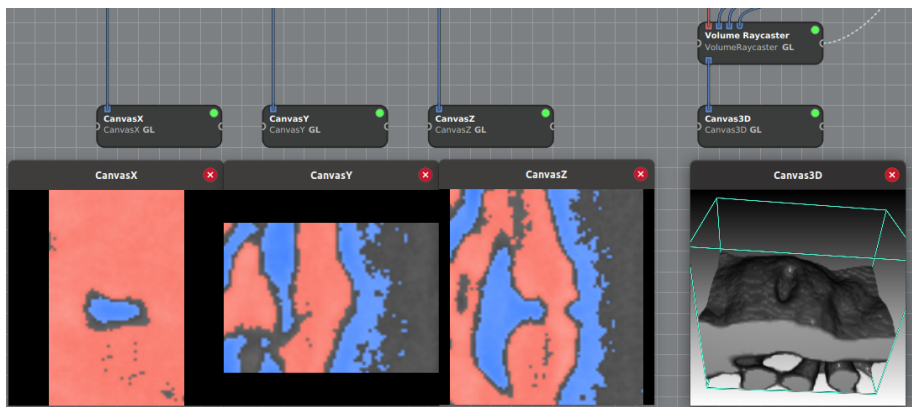 Volume Raycaster
VolumeRaycaster GL
CanvasX
CanvasX GL
CanvasY
CanvasY GL
CanvasZ
CanvasZ GL
Canvas3D
Canvas3D GL
CanvasX
CanvasY
CanvasZ
Canvas3D